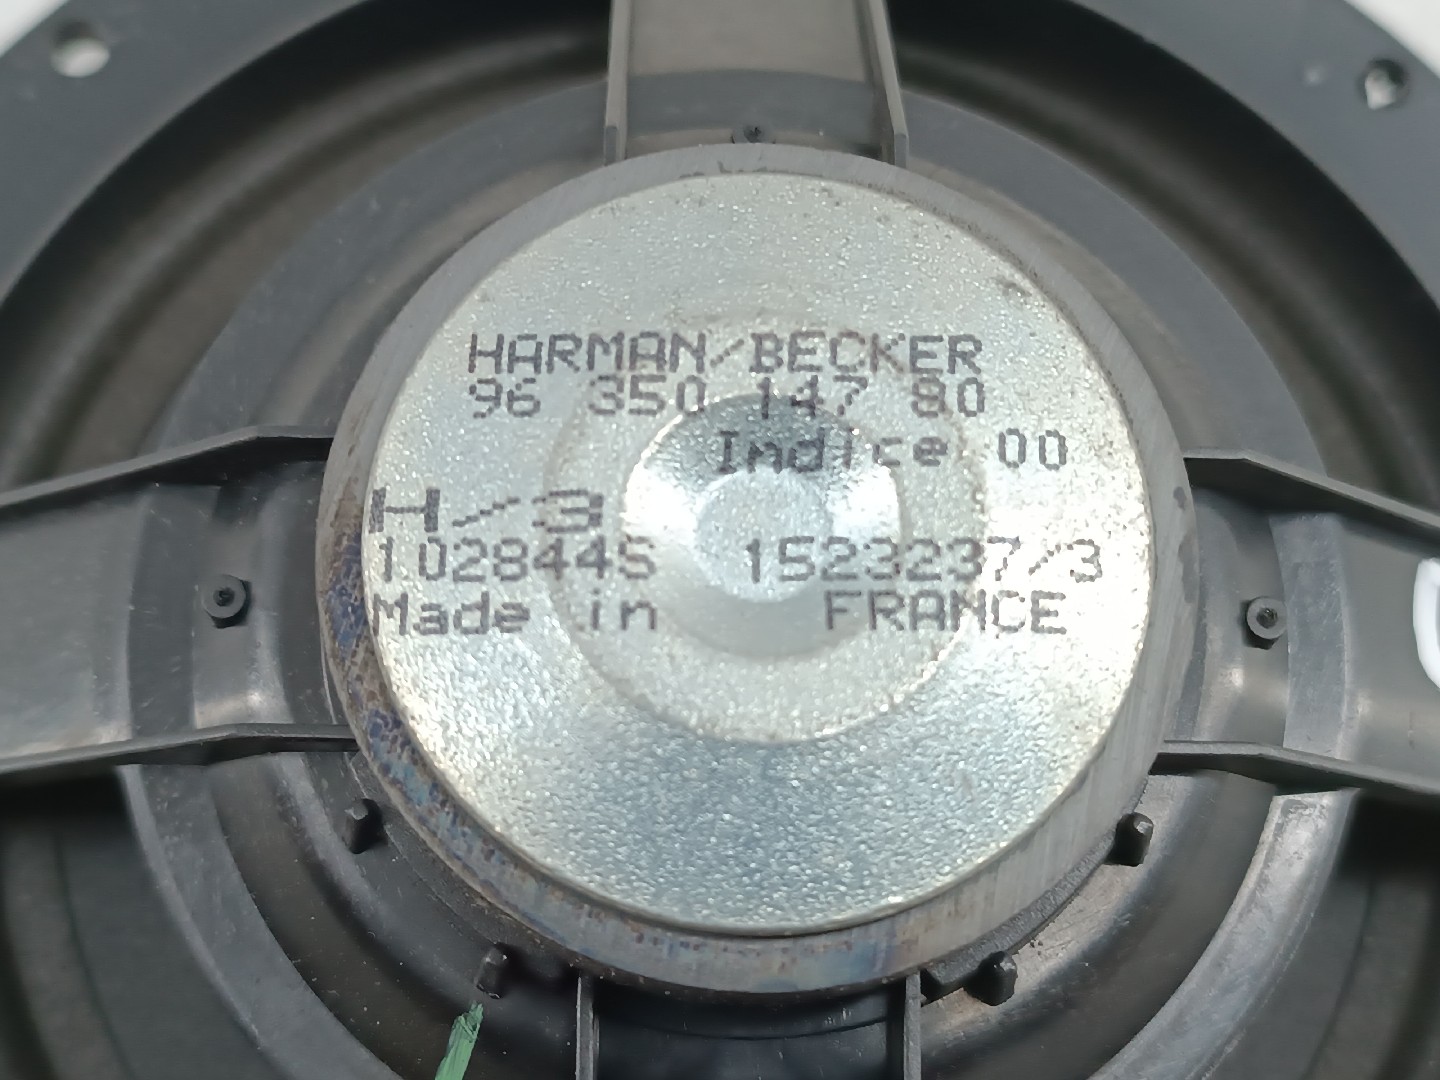 HARMAN/BECKER
96 350 147 80
Indice 00
H/3
1028445 1523237/3
Made in FRANCE